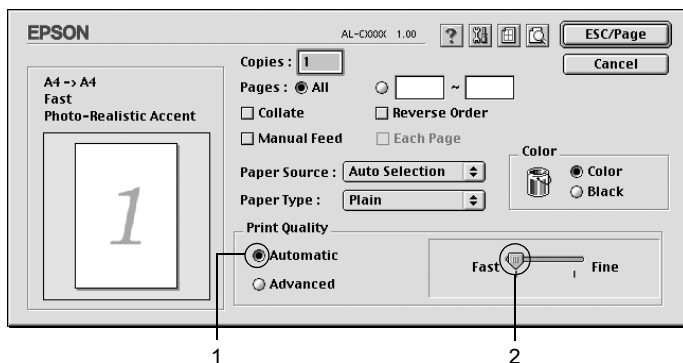 EPSON
AL-CX00X 1.00
?
ESC/Page
Cancel
A4 -> A4
Fast
Photo-Realistic Accent
1
Copies : 1
Pages : All ~
Collate Reverse Order
Manual Feed Each Page
Paper Source : Auto Selection
Paper Type : Plain
Color
Color
Black
Print Quality
Automatic
Advanced
Fast Fine
1 2